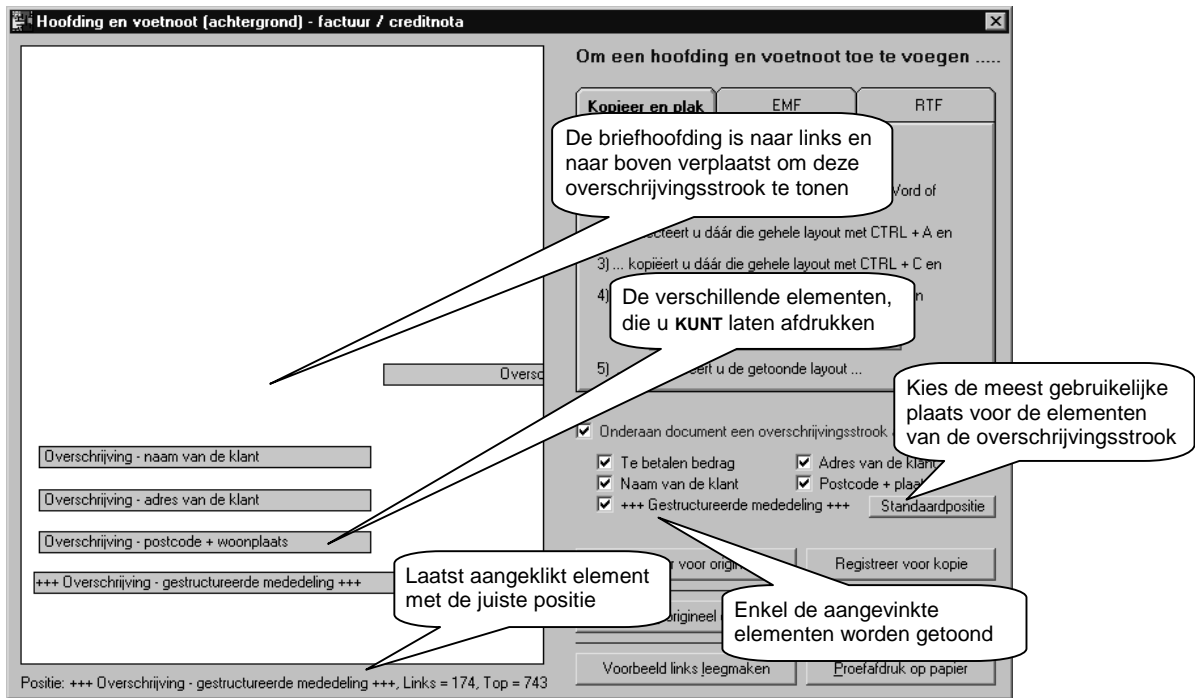 Hoofding en voetnoot (achtergrond) - factuur / creditnota
Om een hoofding en voetnoot toe te voegen .....
Kopieer en plak
EMF
RTF
De briefhoofding is naar links en
naar boven verplaatst om deze
overschrijvingsstrook te tonen
Word of
u dáár die gehele layout met CTRL + A en
3) ... kopiëert u dáár die gehele layout met CTRL + C en
4)
De verschillende elementen,
die u KUNT laten afdrukken
5)
u de getoonde layout ...
Kies de meest gebruikelijke
plaats voor de elementen
van de overschrijvingsstrook
Onderaan document een overschrijvingsstrook
Overschrijving - naam van de klant
Te betalen bedrag
Adres van de klant
Overschrijving - adres van de klant
Naam van de klant
Postcode +
+++ Gestructureerde mededeling +++
Standaardpositie
Overschrijving - postcode + woonplaats
voor
Registreer voor kopie
+++ Overschrijving - gestructureerde mededeling +++
Laatst aangeklikt element
met de juiste positie
origineel
Enkel de aangevinkte
elementen worden getoond
Voorbeeld links leegmaken
Proefafdruk op papier
Positie: +++ Overschrijving - gestructureerde mededeling +++, Links = 174, Top = 743